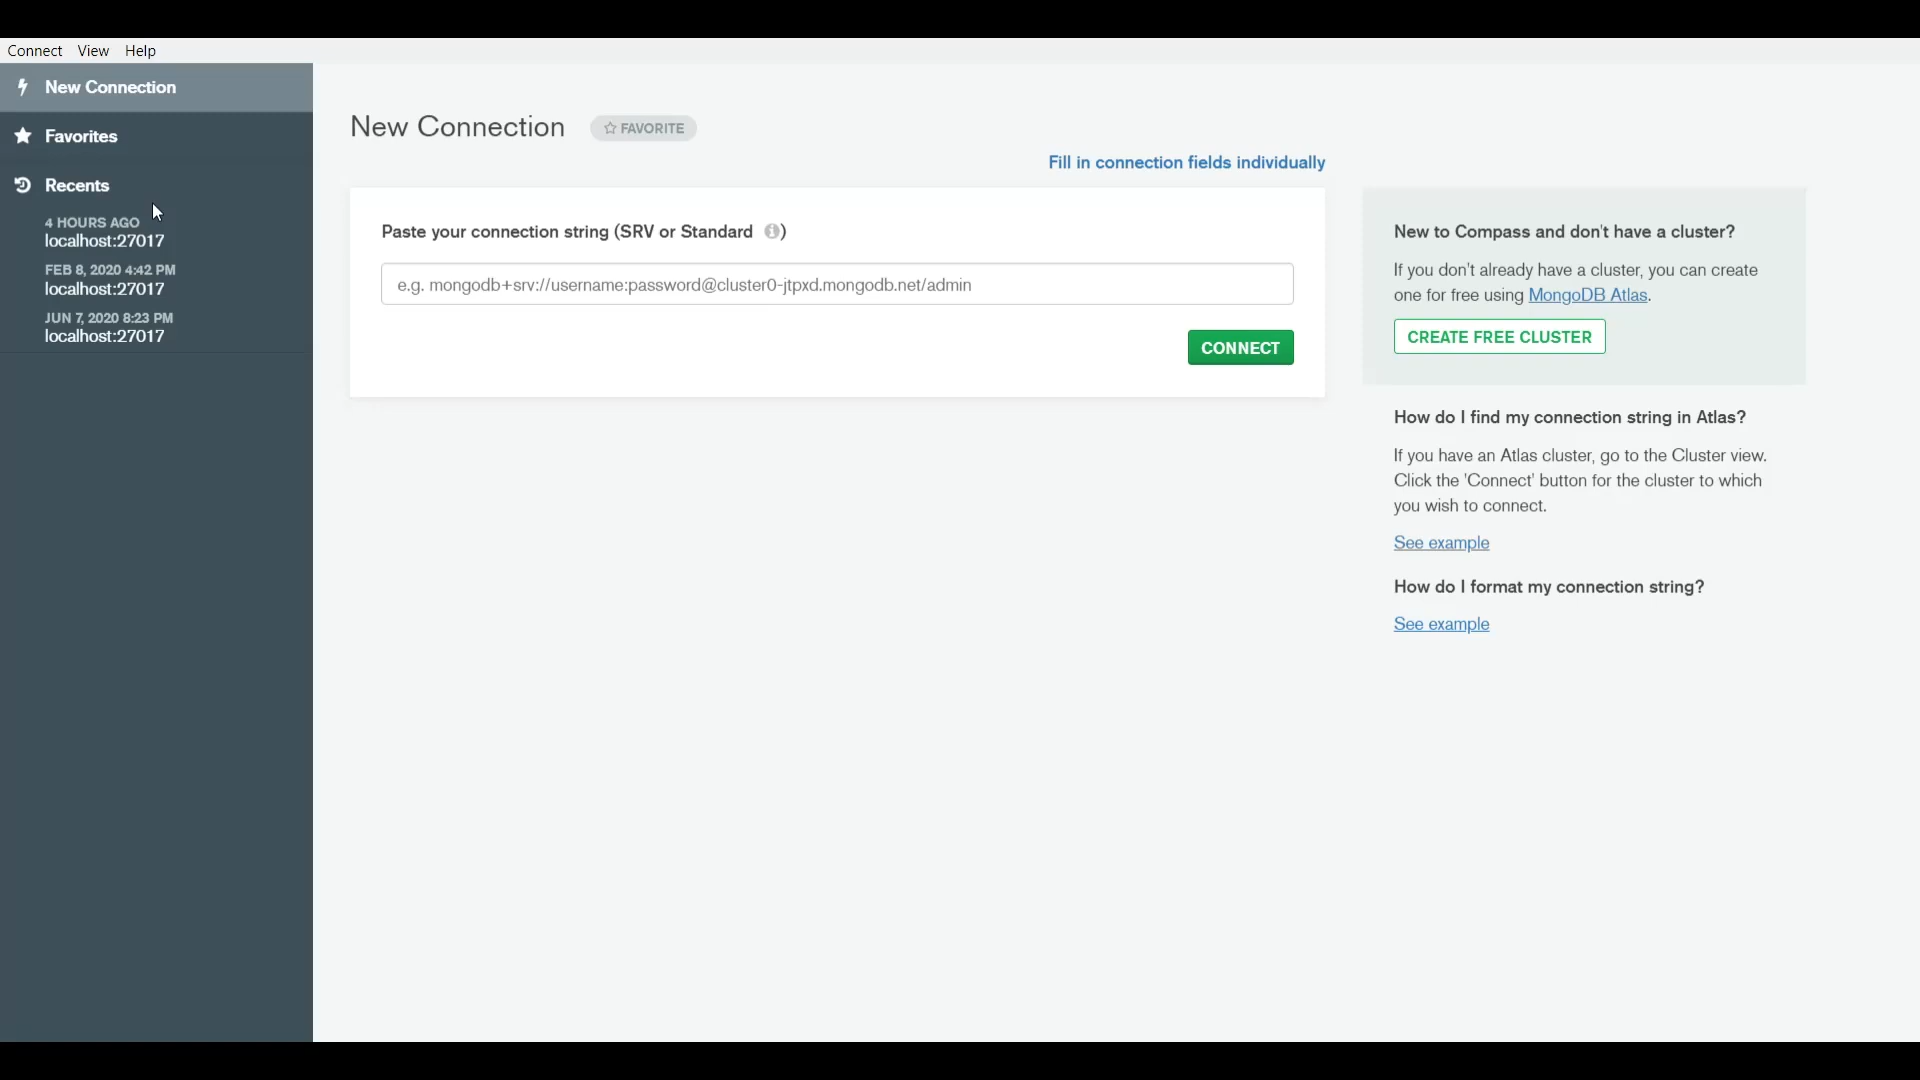 Connect View Help
New Connection
Favorites
Recents
4 HOURS AGO
localhost:27017
FEB 8, 2020 4:42 PM
localhost:27017
JUN 7, 2020 8:23 PM
localhost:27017
New Connection
FAVORITE
Fill in connection fields individually
Paste your connection string (SRV or Standard )
e.g. mongodb+srv://username:password@cluster0-jtpxd.mongodb.net/admin
CONNECT
New to Compass and don't have a cluster?
If you don't already have a cluster, you can create
one for free using MongoDB Atlas.
CREATE FREE CLUSTER
How do I find my connection string in Atlas?
If you have an Atlas cluster, go to the Cluster view.
Click the 'Connect' button for the cluster to which
you wish to connect.
See example
How do I format my connection string?
See example